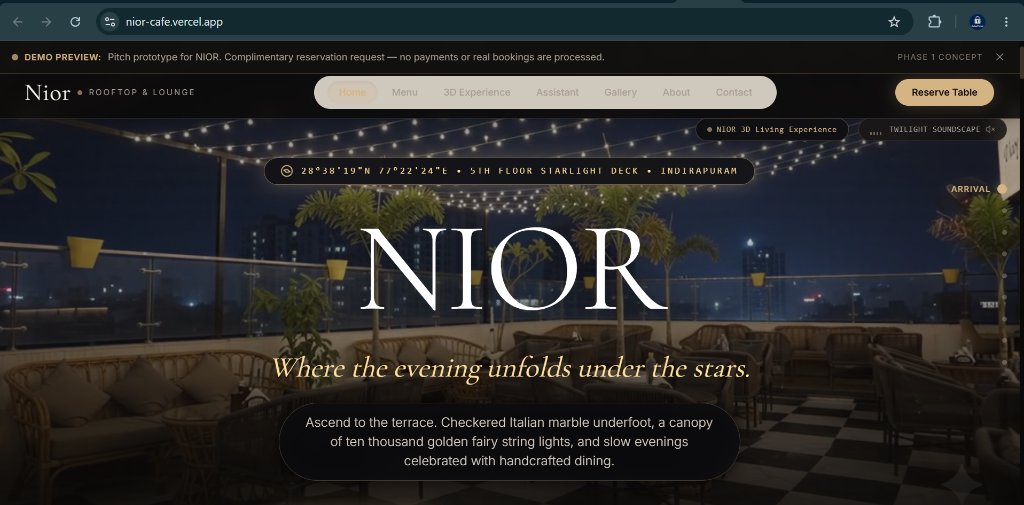 nior-cafe.vercel.app
DEMO PREVIEW: Pitch prototype for NIOR. Complimentary reservation request — no payments or real bookings are processed.
PHASE 1 CONCEPT
Nior • ROOFTOP & LOUNGE
Home Menu 3D Experience Assistant Gallery About Contact
Reserve Table
NIOR 3D Living Experience
TWILIGHT SOUNDSCAPE
28°38'19"N 77°22'24"E • 5TH FLOOR STARLIGHT DECK • INDIRAPURAM
ARRIVAL
NIOR
Where the evening unfolds under the stars.
Ascend to the terrace. Checkered Italian marble underfoot, a canopy
of ten thousand golden fairy string lights, and slow evenings
celebrated with handcrafted dining.